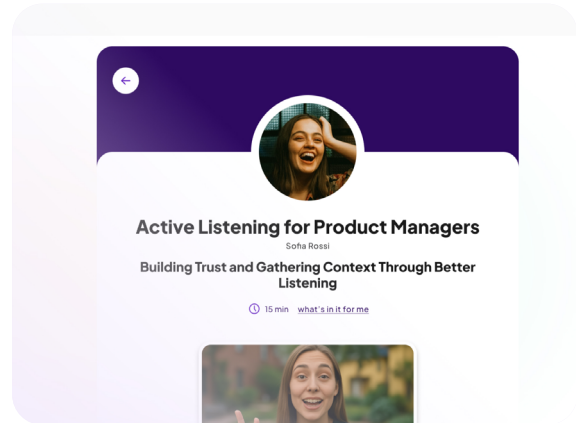 Active Listening for Product Managers
Sofia Rossi
Building Trust and Gathering Context Through Better
Listening
15 min what's in it for me